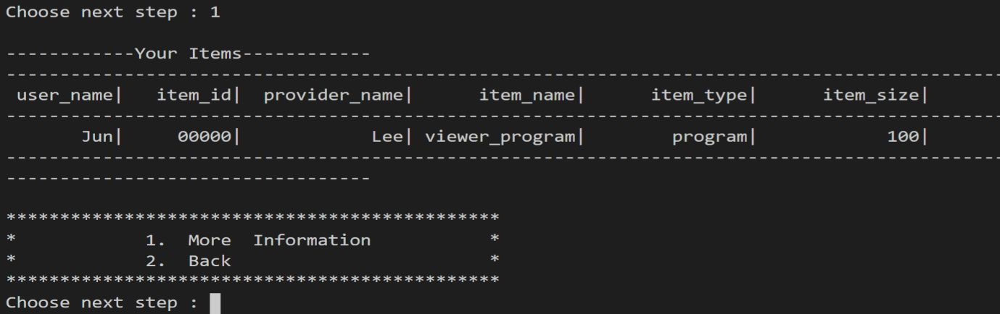 Choose next step : 1
------------Your Items------------
---------------------------------------------------------------------------------------------
user_name|   item_id|  provider_name|      item_name|      item_type|      item_size|
---------------------------------------------------------------------------------------------
Jun|     00000|            Lee| viewer_program|        program|            100|
---------------------------------------------------------------------------------------------
----------------------------------
**********************************************
*            1.  More  Information           *
*            2.  Back                        *
**********************************************
Choose next step :